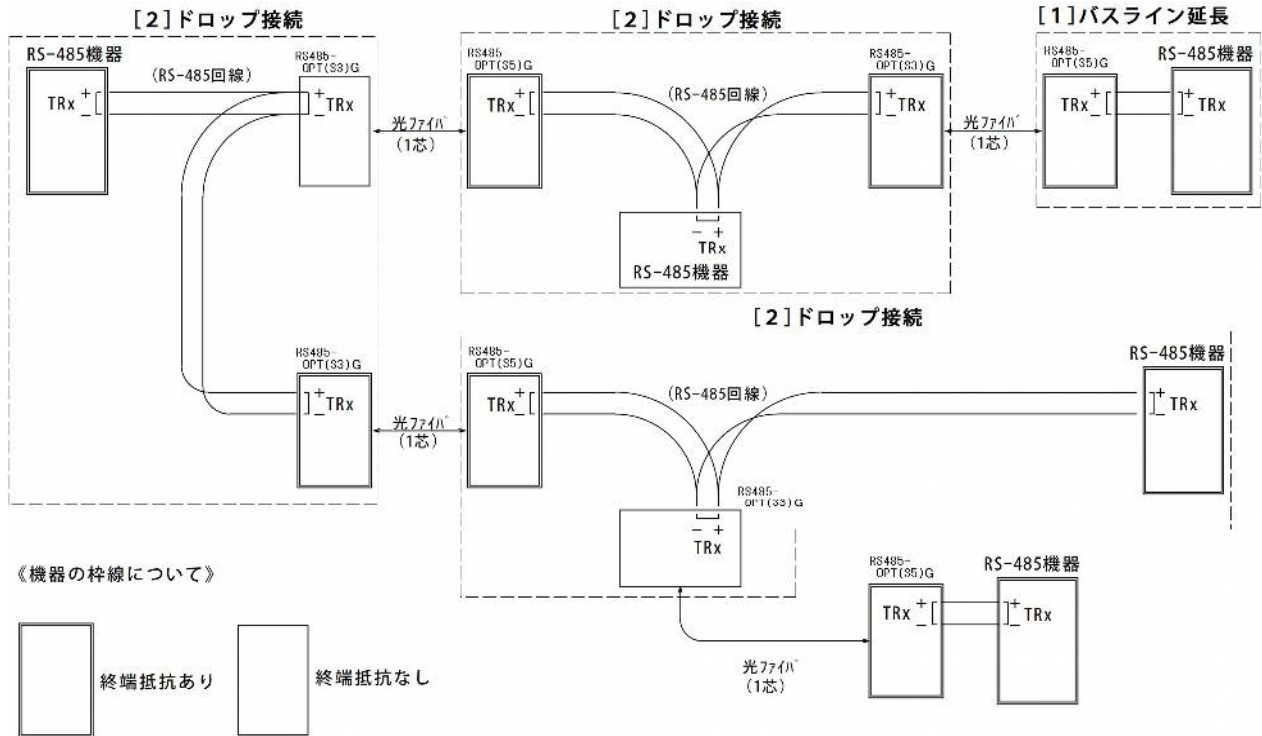 [2]ドロップ接続
RS-485機器
(RS-485回線)
RS485-
OPT(S3)G
TRx
+
−
+
−
TRx
光ファイバ
(1芯)
RS485-
OPT(S3)G
+
−
TRx
光ファイバ
(1芯)
[2]ドロップ接続
RS485
OPT(S5)G
TRx
+
−
(RS-485回線)
RS485-
OPT(S3)G
+
−
TRx
− +
TRx
RS-485機器
光ファイバ
(1芯)
[1]バスライン延長
RS485-
OPT(S5)G
RS-485機器
TRx
+
−
+
−
TRx
[2]ドロップ接続
RS485-
OPT(S5)G
TRx
+
−
(RS-485回線)
RS-485機器
+
−
TRx
RS485-
OPT(S3)G
− +
TRx
光ファイバ
(1芯)
RS485-
OPT(S5)G
RS-485機器
TRx
+
−
+
−
TRx
《機器の枠線について》
終端抵抗あり
終端抵抗なし